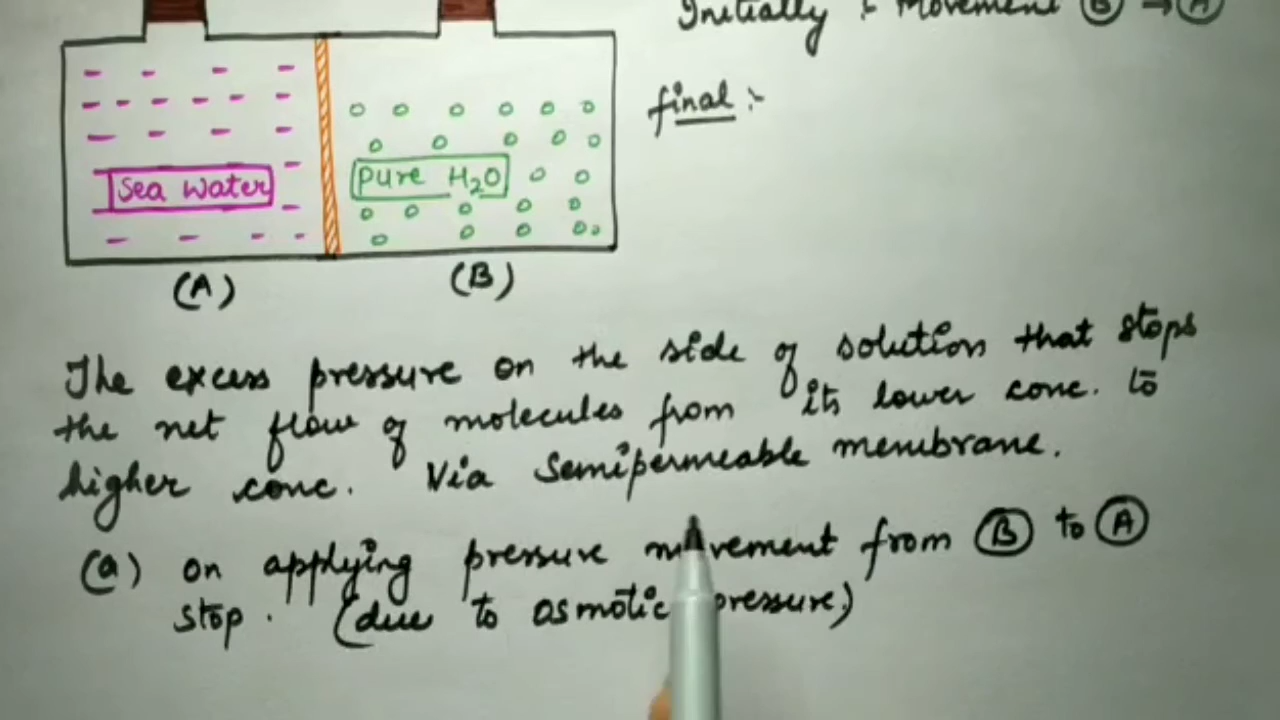 Initially :- Movement B → A
final :-
Sea Water
Pure H₂O
(A)
(B)
The excess pressure on the side of solution that stops
the net flow of molecules from its lower conc. to
higher conc. Via Semipermeable membrane.
(a) on applying pressure movement from B to A
stop. (due to osmotic pressure)